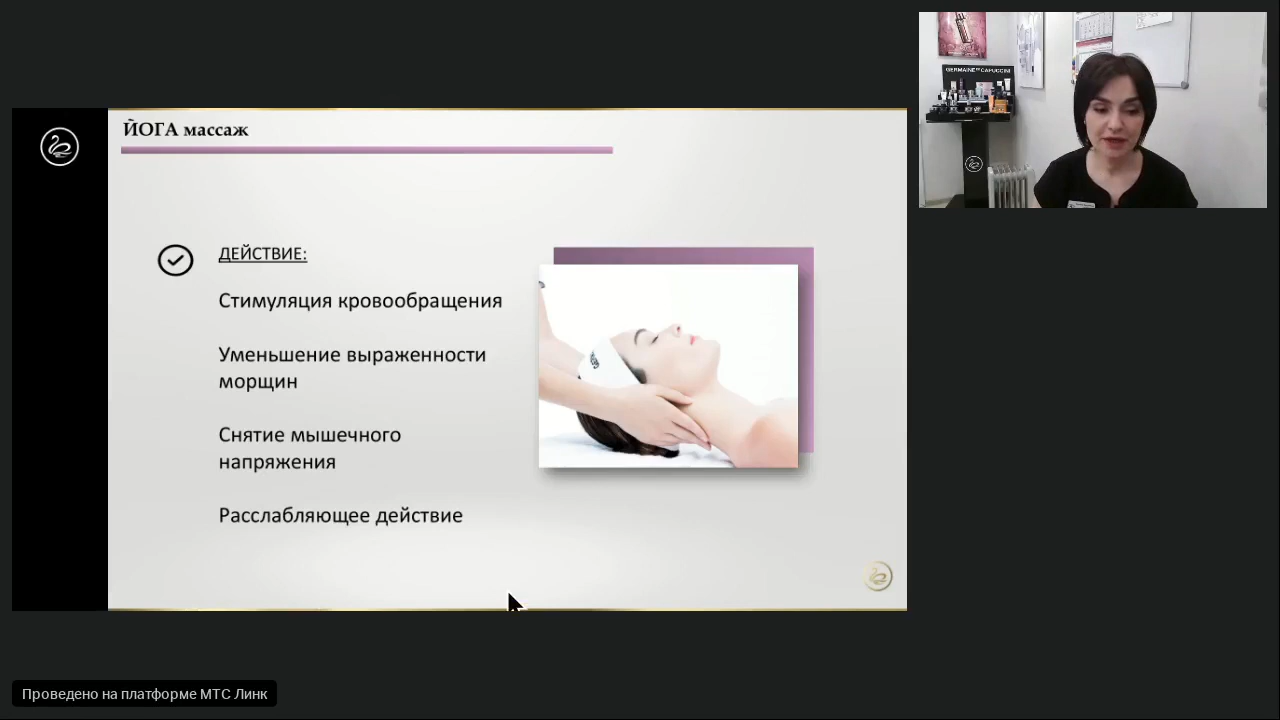 ЙОГА массаж
ДЕЙСТВИЕ:
Стимуляция кровообращения
Уменьшение выраженности
морщин
Снятие мышечного
напряжения
Расслабляющее действие
GERMAINE DE CAPUCCINI
Проведено на платформе МТС Линк